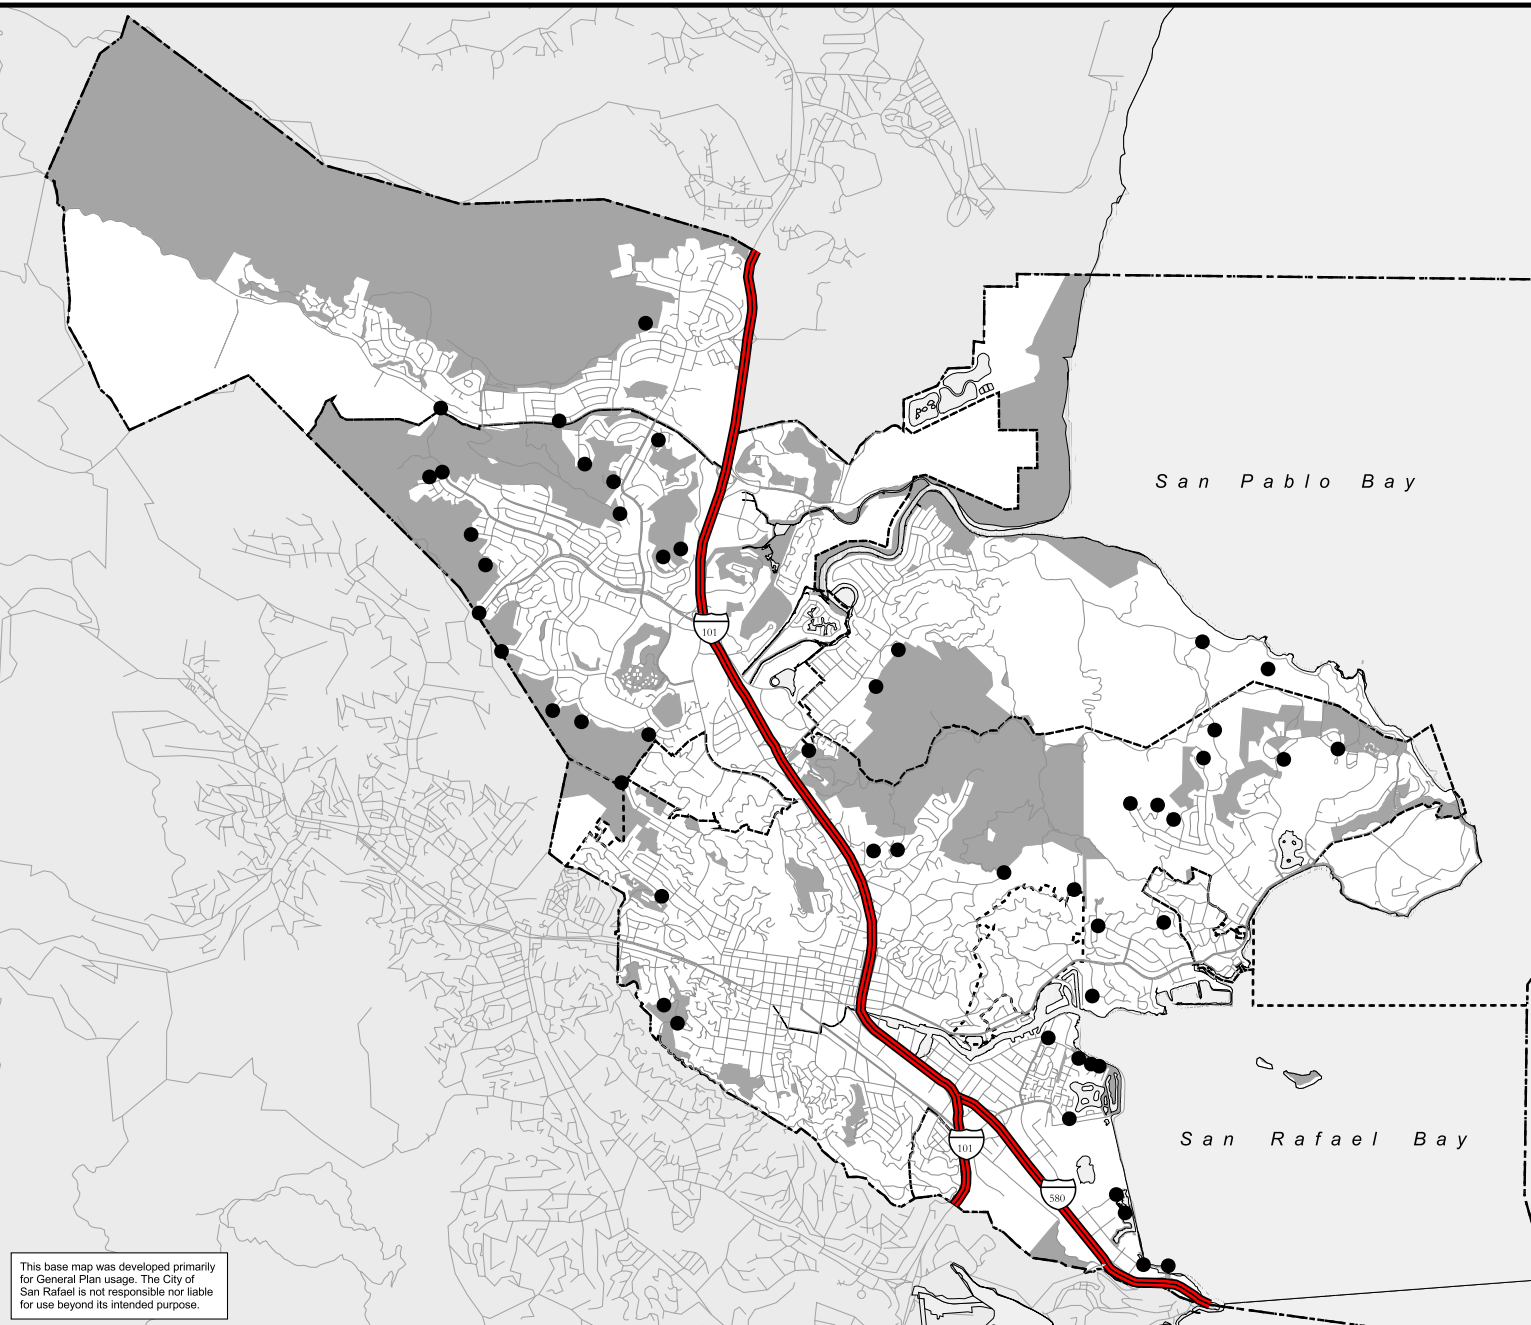 San Pablo Bay
101
San Rafael Bay
101
580
This base map was developed primarily
for General Plan usage. The City of
San Rafael is not responsible nor liable
for use beyond its intended purpose.